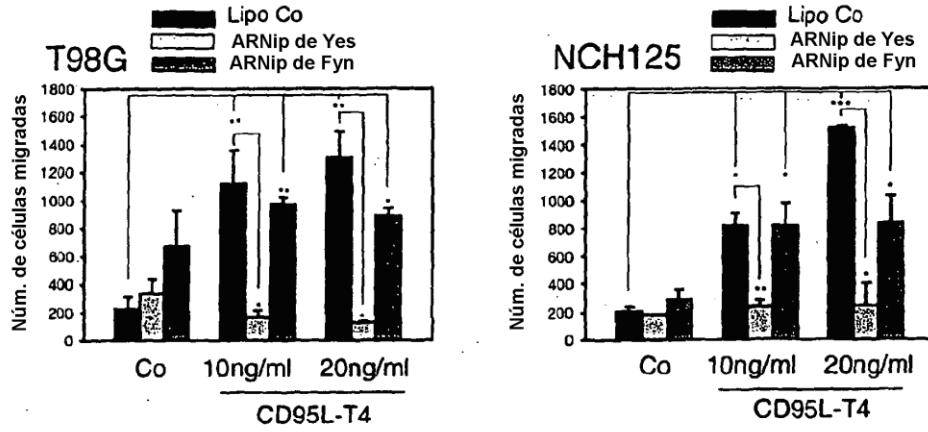 Lipo Co
ARNip de Yes
ARNip de Fyn
T98G
Núm. de células migradas
1800
1600
1400
1200
1000
800
600
400
200
0
Co 10ng/ml 20ng/ml
CD95L-T4
Lipo Co
ARNip de Yes
ARNip de Fyn
NCH125
Núm. de células migradas
1800
1600
1400
1200
1000
800
600
400
200
0
Co 10ng/ml 20ng/ml
CD95L-T4